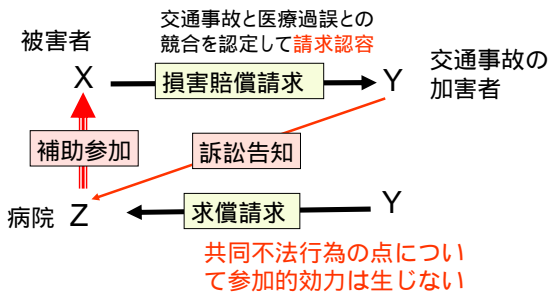 交通事故と医療過誤との
競合を認定して請求認容
被害者
交通事故の
加害者
X
損害賠償請求
Y
補助参加
訴訟告知
病院 Z
求償請求
Y
共同不法行為の点につい
て参加的効力は生じない